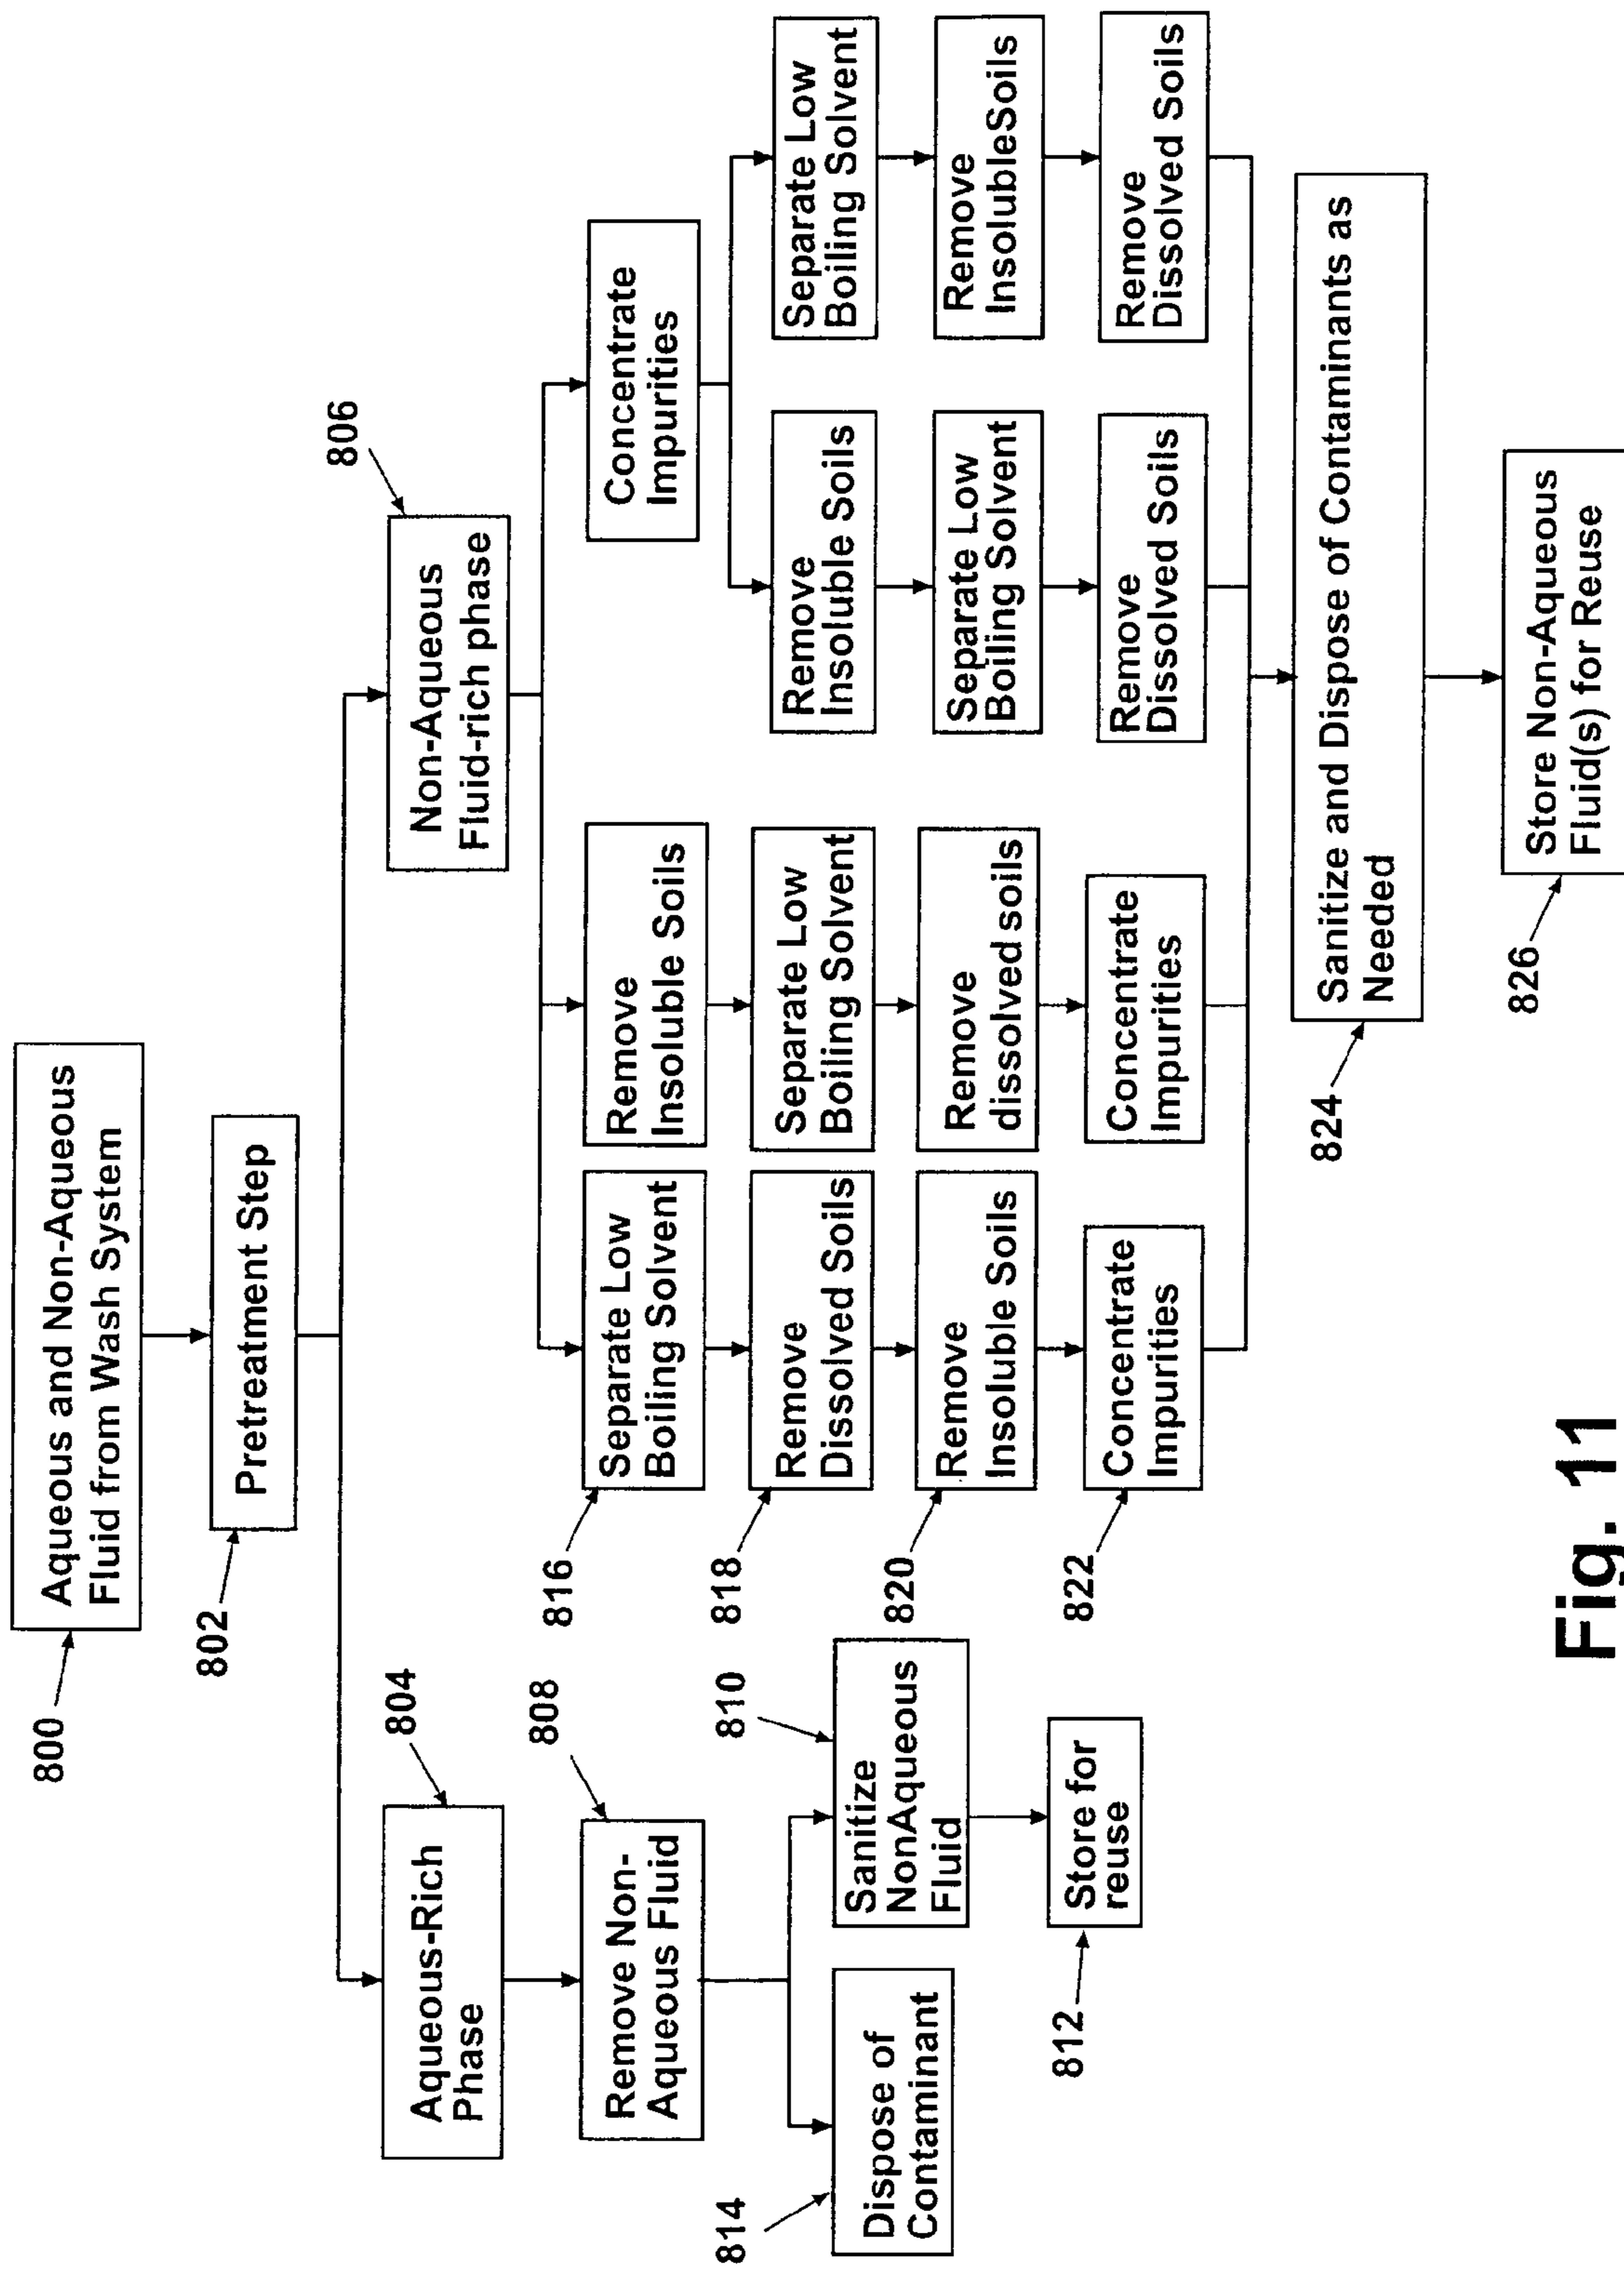 800
Aqueous and Non-Aqueous
Fluid from Wash System
802
Pretreatment Step
804
Aqueous-Rich
Phase
806
Non-Aqueous
Fluid-rich phase
808
Remove Non-
Aqueous Fluid
814
Dispose of
Contaminant
810
Sanitize
NonAqueous
Fluid
812
Store for
reuse
816
Separate Low
Boiling Solvent
818
Remove
Dissolved Soils
820
Remove
Insoluble Soils
822
Concentrate
Impurities
Remove
Insoluble Soils
Separate Low
Boiling Solvent
Remove
dissolved soils
Concentrate
Impurities
Concentrate
Impurities
Remove
Insoluble Soils
Separate Low
Boiling Solvent
Remove
Dissolved Soils
Separate Low
Boiling Solvent
Remove
InsolubleSoils
Remove
Dissolved Soils
824
Sanitize and Dispose of Contaminants as
Needed
826
Store Non-Aqueous
Fluid(s) for Reuse
Fig. 11